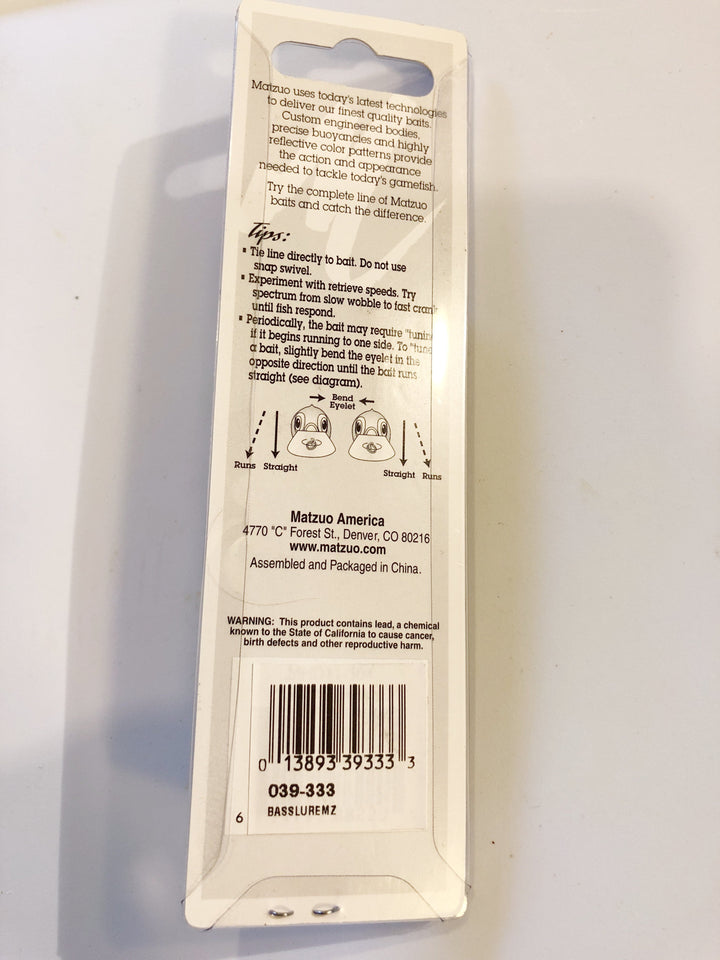 Matzuo uses today's latest technologies
to deliver our finest quality baits.
Custom engineered bodies,
precise buoyancies and highly
reflective color patterns provide
the action and appearance
needed to tackle today's gamefish.
Try the complete line of Matzuo
baits and catch the difference.
Tips:
▪ Tie line directly to bait. Do not use
snap swivel.
▪ Experiment with retrieve speeds. Try
spectrum from slow wobble to fast crank
until fish respond.
▪ Periodically, the bait may require "tuning
if it begins running to one side. To "tune
a bait, slightly bend the eyelet in the
opposite direction until the bait runs
straight (see diagram).
Bend
Eyelet
Runs Straight Straight Runs
Matzuo America
4770 "C" Forest St., Denver, CO 80216
www.matzuo.com
Assembled and Packaged in China.
WARNING: This product contains lead, a chemical
known to the State of California to cause cancer,
birth defects and other reproductive harm.
0 13893 39333 3
039-333
BASSLUREMZ
6